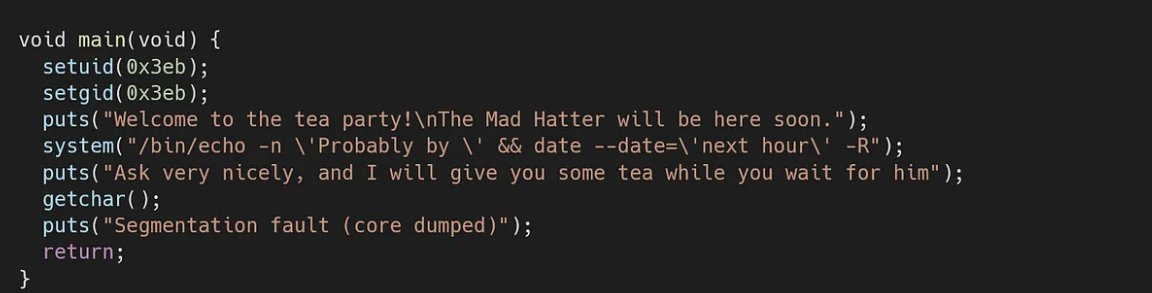 void main(void) {
setuid(0x3eb);
setgid(0x3eb);
puts("Welcome to the tea party!\nThe Mad Hatter will be here soon.");
system("/bin/echo -n \'Probably by \' && date --date=\'next hour\' -R");
puts("Ask very nicely, and I will give you some tea while you wait for him");
getchar();
puts("Segmentation fault (core dumped)");
return;
}